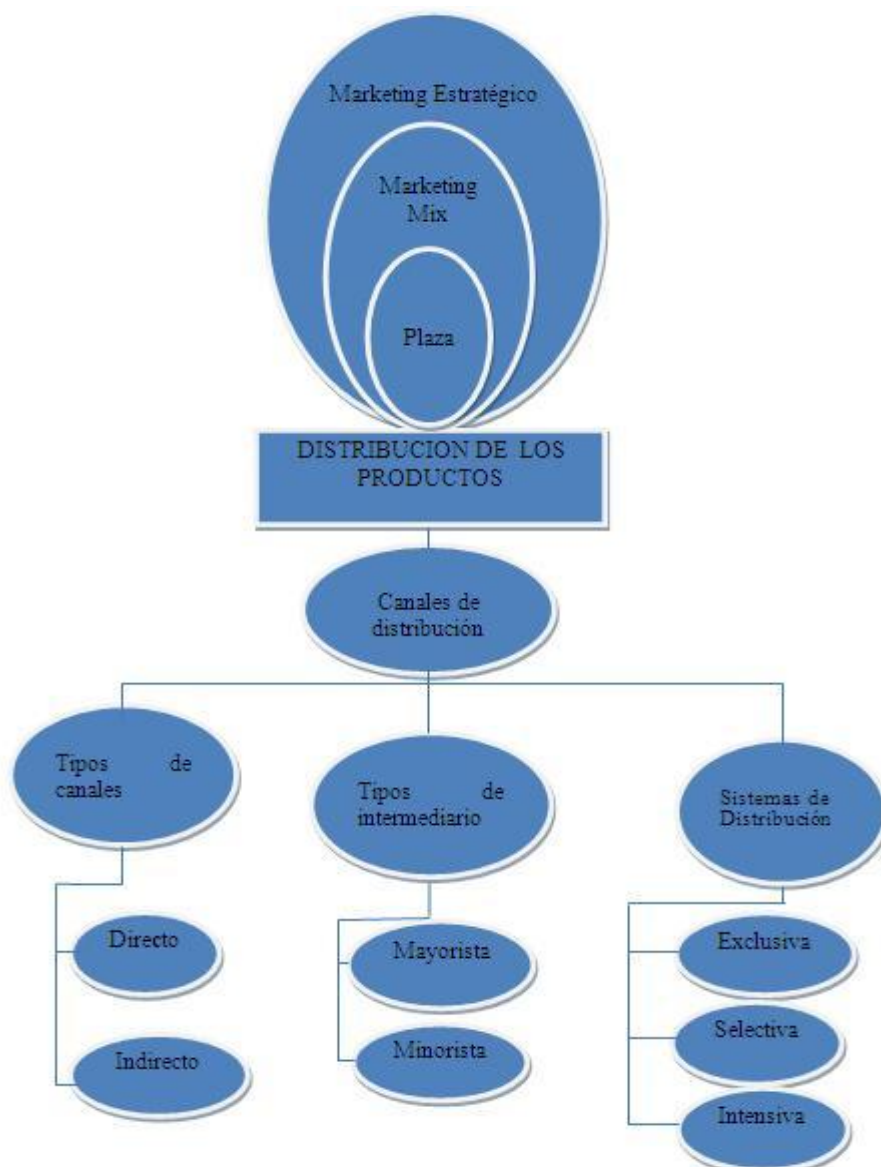 Marketing Estratégico
Marketing
Mix
Plaza
DISTRIBUCION DE LOS
PRODUCTOS
Canales de
distribución
Tipos de
canales
Tipos de
intermediario
Sistemas de
Distribución
Directo
Indirecto
Mayorista
Minorista
Exclusiva
Selectiva
Intensiva